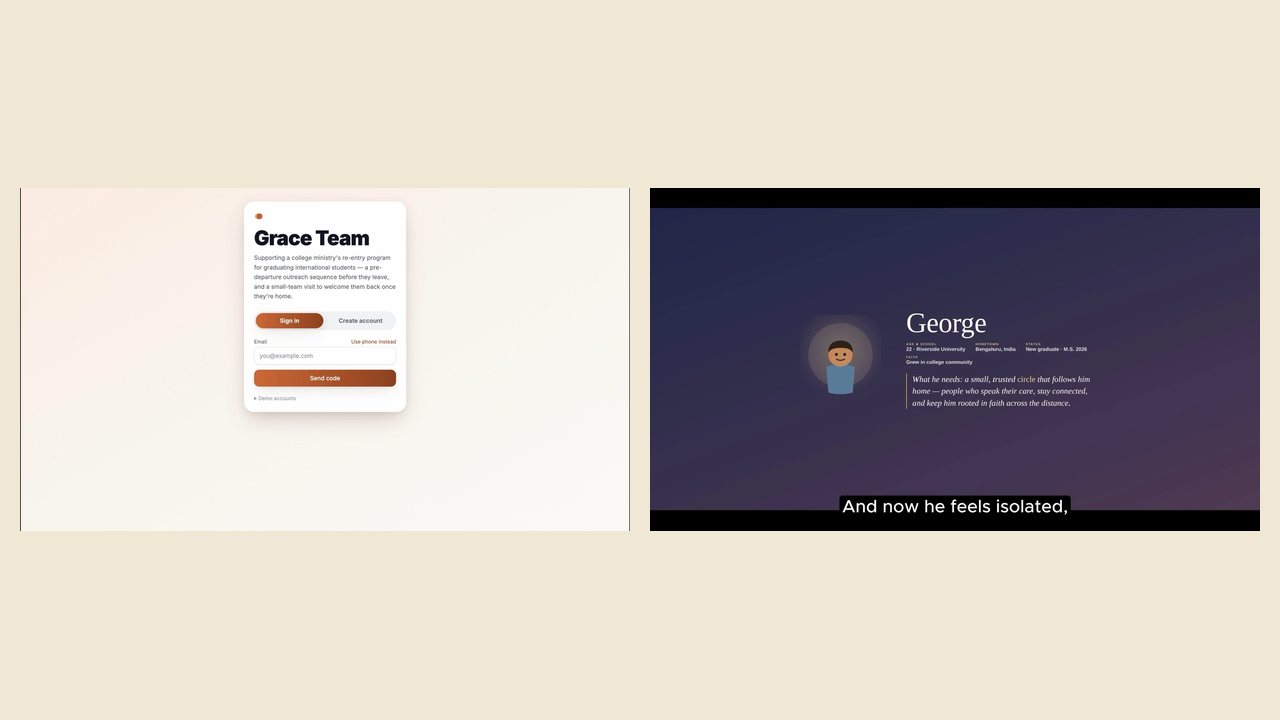 Grace Team
Supporting a college ministry's re-entry program
for graduating international students — a pre-
departure outreach sequence before they leave,
and a small-team visit to welcome them back once
they're home.
Sign in
Create account
Email
Use phone instead
you@example.com
Send code
Demo accounts
George
AGE & SCHOOL
HOMETOWN
STATUS
22 · Riverside University
Bengaluru, India
New graduate · M.S. 2026
FAITH
Grew in college community
What he needs: a small, trusted circle that follows him
home — people who speak their care, stay connected,
and keep him rooted in faith across the distance.
And now he feels isolated,